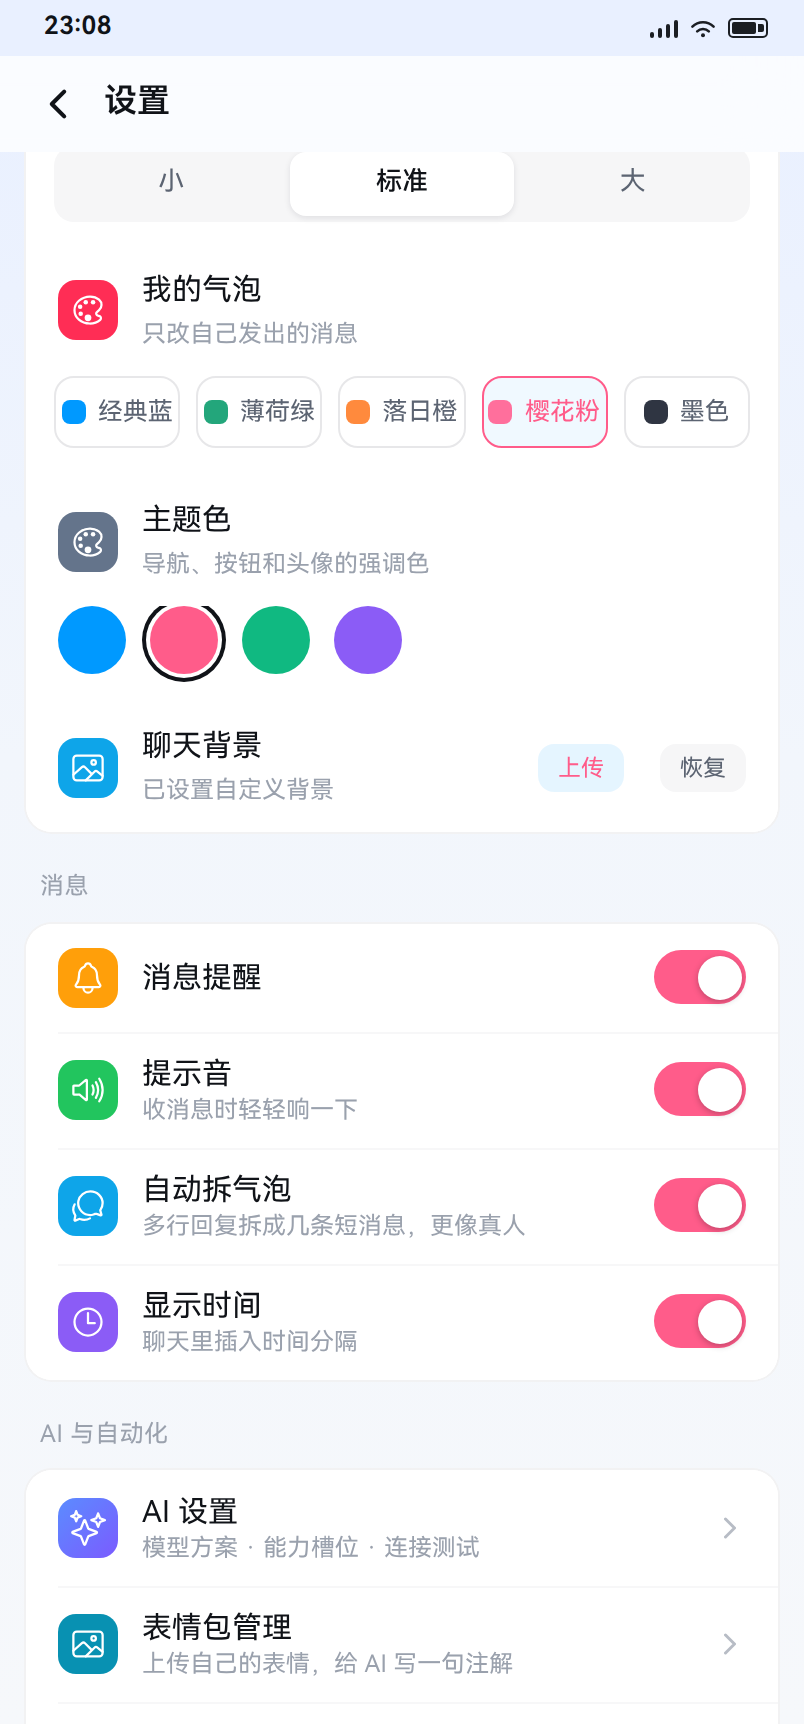 23:08
设置
小
标准
大
我的气泡
只改自己发出的消息
经典蓝
薄荷绿
落日橙
樱花粉
墨色
主题色
导航、按钮和头像的强调色
聊天背景
已设置自定义背景
上传
恢复
消息
消息提醒
提示音
收消息时轻轻响一下
自动拆气泡
多行回复拆成几条短消息，更像真人
显示时间
聊天里插入时间分隔
AI 与自动化
AI 设置
模型方案 · 能力槽位 · 连接测试
表情包管理
上传自己的表情，给 AI 写一句注解